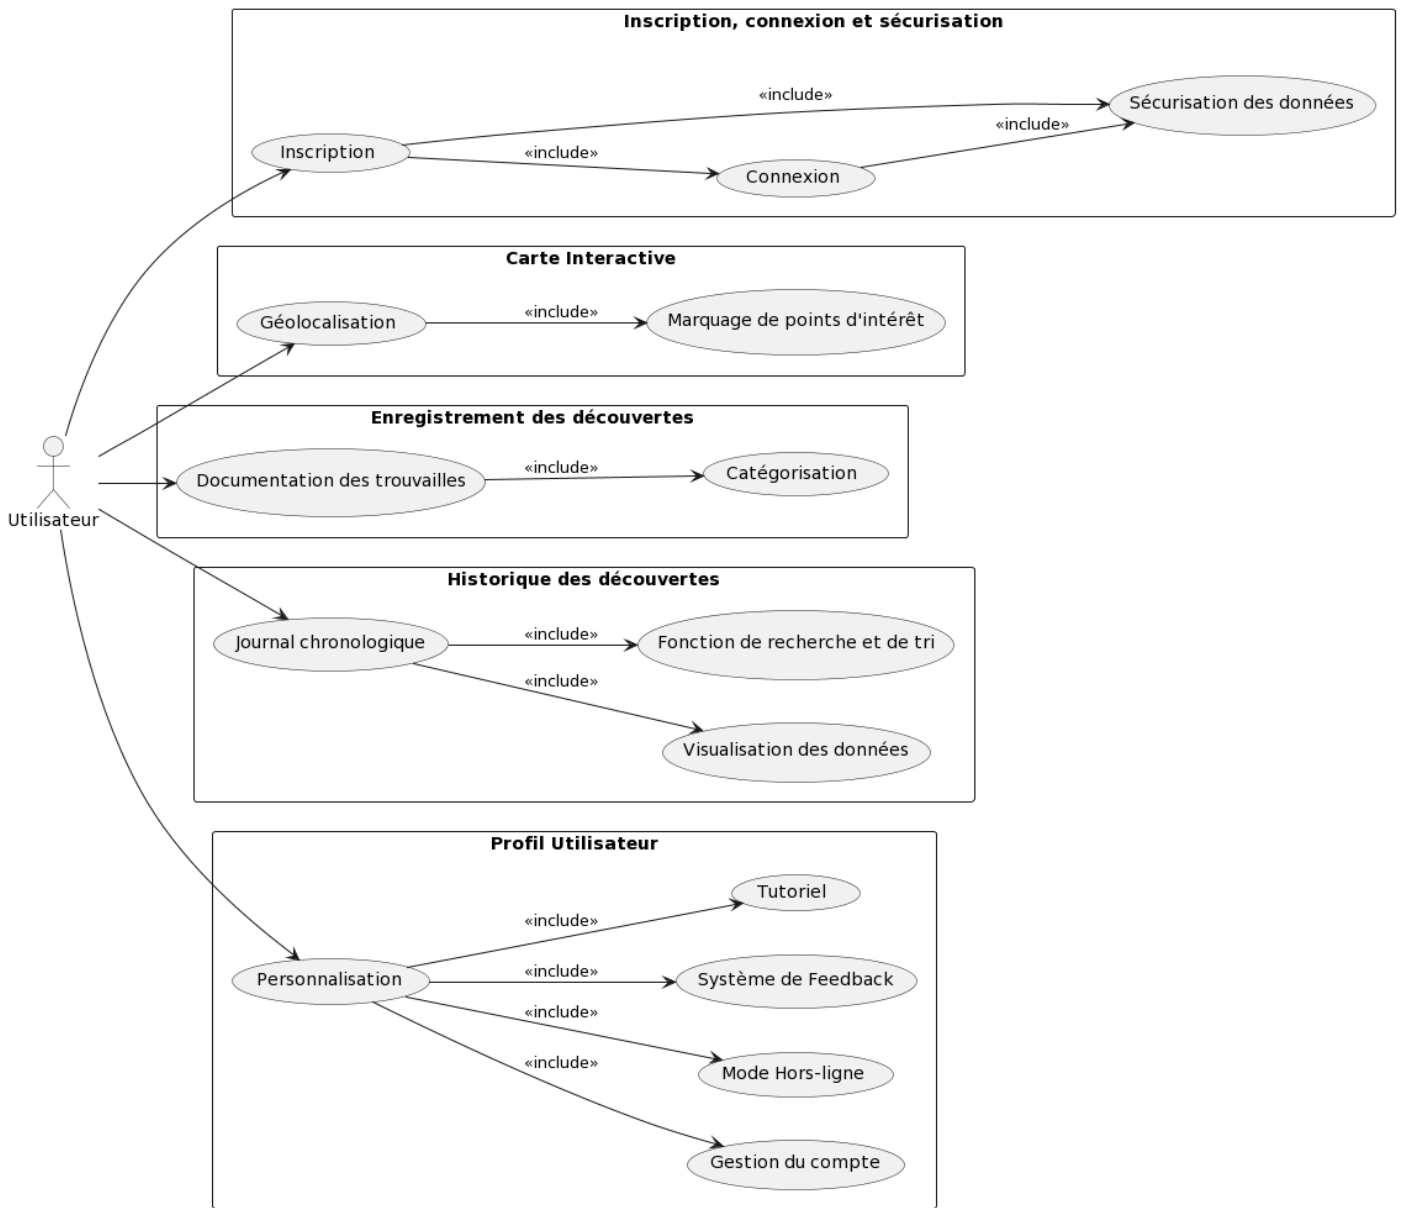 Inscription, connexion et sécurisation
«include»
Sécurisation des données
«include»
Inscription
«include»
Connexion
Carte Interactive
Géolocalisation
«include»
Marquage de points d'intérêt
Enregistrement des découvertes
Documentation des trouvailles
«include»
Catégorisation
Utilisateur
Historique des découvertes
Journal chronologique
«include»
Fonction de recherche et de tri
«include»
Visualisation des données
Profil Utilisateur
Tutoriel
«include»
Personnalisation
«include»
Système de Feedback
«include»
Mode Hors-ligne
«include»
Gestion du compte